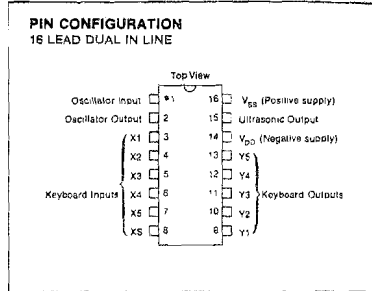 PIN CONFIGURATION
16 LEAD DUAL IN LINE
Top View
Oscillator Input *1 16 VSS (Positive supply)
Oscillator Output 2 15 Ultrasonic Output
X1 3 14 VDD (Negative supply)
X2 4 13 Y5
X3 5 12 Y4
Keyboard Inputs X4 6 11 Y3 Keyboard Outputs
X5 7 10 Y2
XS 8 9 Y1